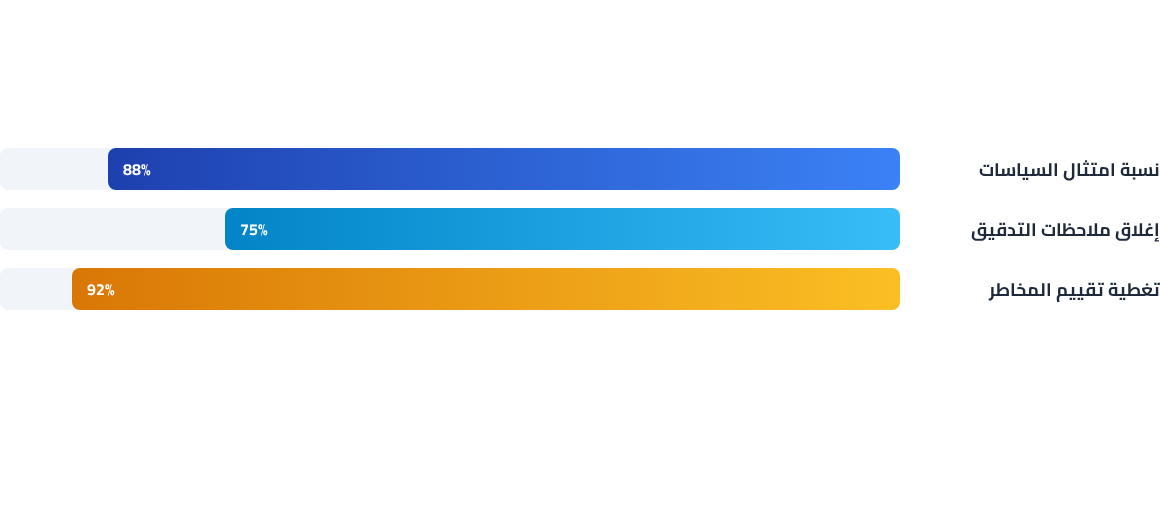 نسبة امتثال السياسات
88%
إغلاق ملاحظات التدقيق
75%
تغطية تقييم المخاطر
92%